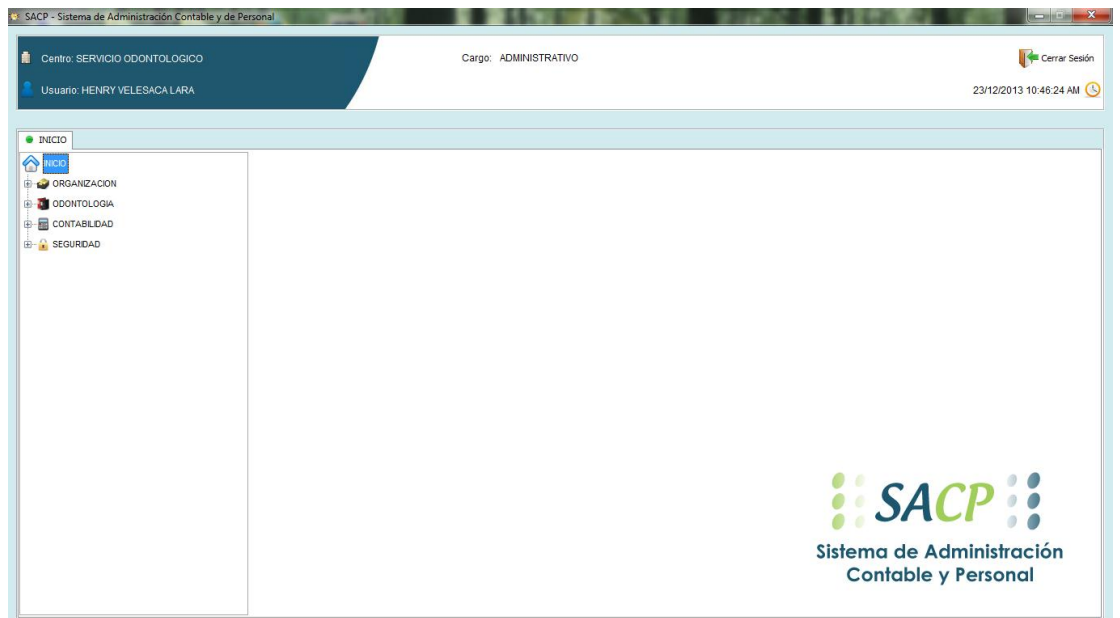 SACP - Sistema de Administración Contable y de Personal
Centro: SERVICIO ODONTOLOGICO
Cargo: ADMINISTRATIVO
Cerrar Sesión
Usuario: HENRY VELESACA LARA
23/12/2013 10:46:24 AM
INICIO
INICIO
ORGANIZACION
ODONTOLOGIA
CONTABILIDAD
SEGURIDAD
SACP
Sistema de Administración
Contable y Personal